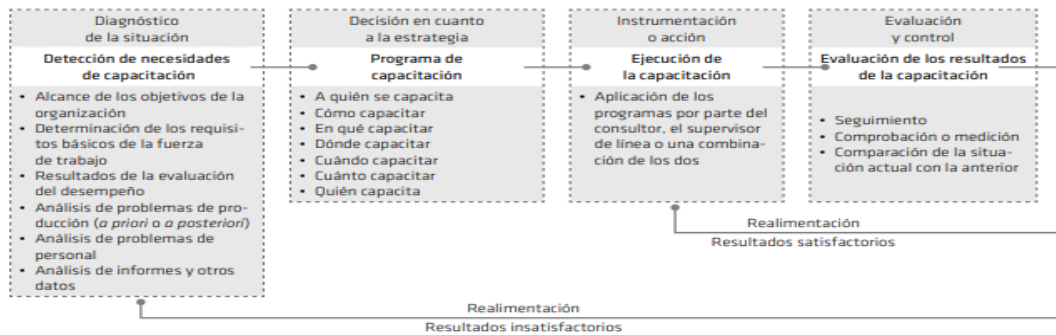 Diagnóstico
de la situación
Detección de necesidades
de capacitación
• Alcance de los objetivos de la
organización
• Determinación de los requisi-
tos básicos de la fuerza
de trabajo
• Resultados de la evaluación
del desempeño
• Análisis de problemas de pro-
ducción (a priori o a posteriori)
• Análisis de problemas de
personal
• Análisis de informes y otros
datos
Decisión en cuanto
a la estrategia
Programa de
capacitación
• A quién se capacita
• Cómo capacitar
• En qué capacitar
• Dónde capacitar
• Cuándo capacitar
• Cuánto capacitar
• Quién capacita
Instrumentación
o acción
Ejecución de
la capacitación
• Aplicación de los
programas por parte del
consultor, el supervisor
de línea o una combina-
ción de los dos
Evaluación
y control
Evaluación de los resultados
de la capacitación
• Seguimiento
• Comprobación o medición
• Comparación de la situa-
ción actual con la anterior
Realimentación
Resultados satisfactorios
Realimentación
Resultados insatisfactorios